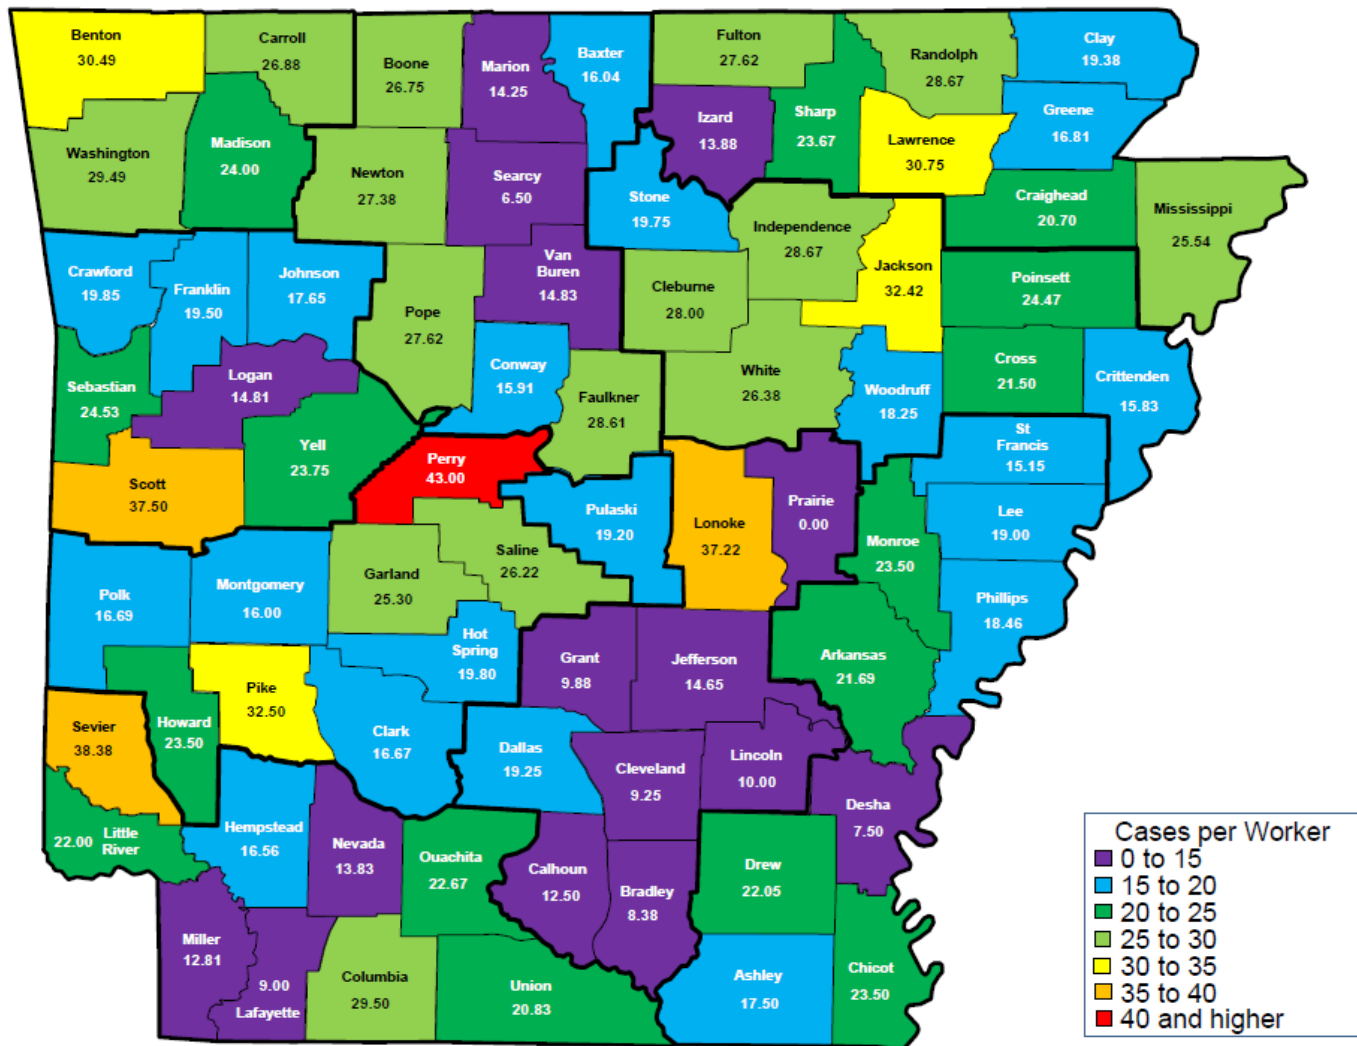 Benton
30.49
Carroll
26.88
Boone
26.75
Marion
14.25
Baxter
16.04
Fulton
27.62
Randolph
28.67
Clay
19.38
Izard
13.88
Sharp
23.67
Greene
16.81
Lawrence
30.75
Washington
29.49
Madison
24.00
Newton
27.38
Searcy
6.50
Stone
19.75
Independence
28.67
Craighead
20.70
Mississippi
25.54
Crawford
19.85
Franklin
19.50
Johnson
17.65
Van
Buren
14.83
Cleburne
28.00
Jackson
32.42
Poinsett
24.47
Pope
27.62
Sebastian
24.53
Logan
14.81
Conway
15.91
Faulkner
28.61
White
26.38
Woodruff
18.25
Cross
21.50
Crittenden
15.83
Yell
23.75
Perry
43.00
St
Francis
15.15
Scott
37.50
Pulaski
19.20
Lonoke
37.22
Prairie
0.00
Lee
19.00
Monroe
23.50
Saline
26.22
Garland
25.30
Polk
16.69
Montgomery
16.00
Phillips
18.46
Hot
Spring
19.80
Grant
9.88
Jefferson
14.65
Arkansas
21.69
Pike
32.50
Howard
23.50
Sevier
38.38
Clark
16.67
Dallas
19.25
Cleveland
9.25
Lincoln
10.00
Desha
7.50
Little
River
22.00
Hempstead
16.56
Nevada
13.83
Ouachita
22.67
Calhoun
12.50
Bradley
8.38
Drew
22.05
Miller
12.81
9.00
Lafayette
Columbia
29.50
Union
20.83
Ashley
17.50
Chicot
23.50
Cases per Worker
0 to 15
15 to 20
20 to 25
25 to 30
30 to 35
35 to 40
40 and higher